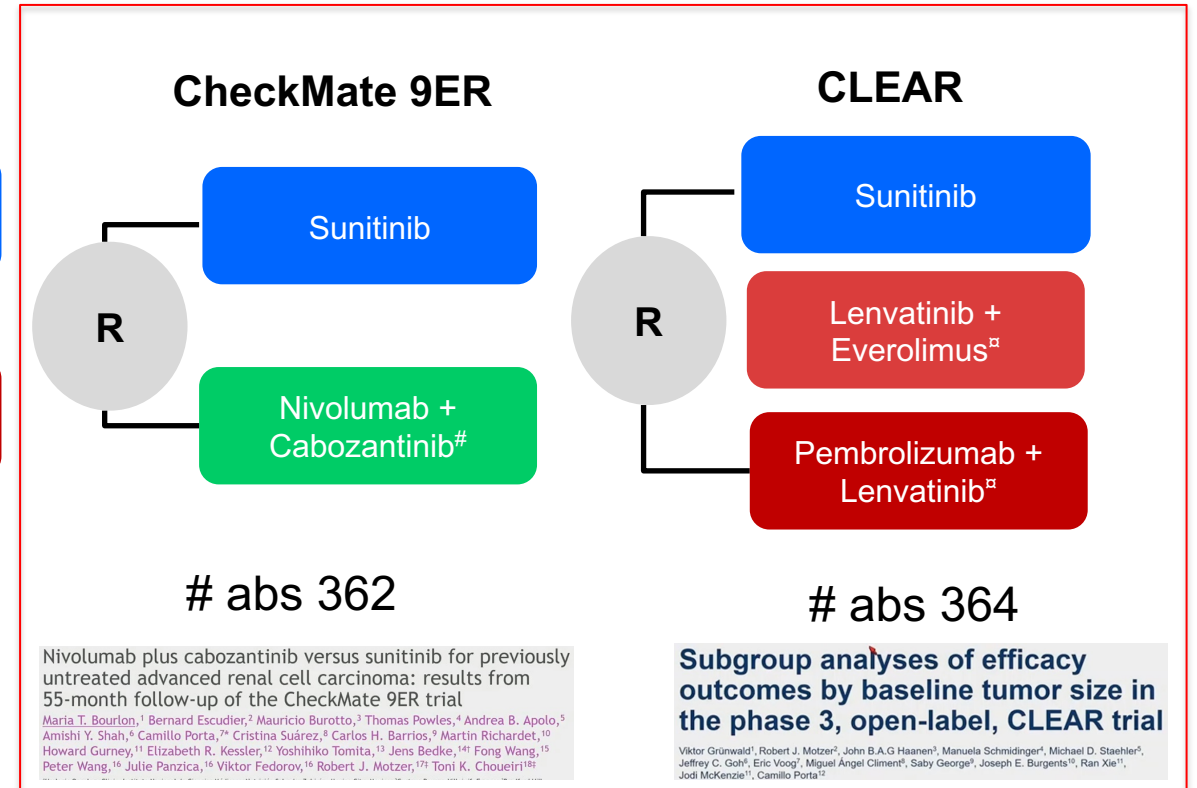 CheckMate 9ER
R
Sunitinib
Nivolumab +
Cabozantinib#
# abs 362
Nivolumab plus cabozantinib versus sunitinib for previously
untreated advanced renal cell carcinoma: results from
55-month follow-up of the CheckMate 9ER trial
Maria T. Bourlon,¹ Bernard Escudier,² Mauricio Burotto,³ Thomas Powles,⁴ Andrea B. Apolo,⁵
Amishi Y. Shah,⁶ Camillo Porta,⁷* Cristina Suárez,⁸ Carlos H. Barrios,⁹ Martin Richardet,¹⁰
Howard Gurney,¹¹ Elizabeth R. Kessler,¹² Yoshihiko Tomita,¹³ Jens Bedke,¹⁴† Fong Wang,¹⁵
Peter Wang,¹⁶ Julie Panzica,¹⁶ Viktor Fedorov,¹⁶ Robert J. Motzer,¹⁷‡ Toni K. Choueiri¹⁸‡
CLEAR
R
Sunitinib
Lenvatinib +
Everolimus¤
Pembrolizumab +
Lenvatinib¤
# abs 364
Subgroup analyses of efficacy
outcomes by baseline tumor size in
the phase 3, open-label, CLEAR trial
Viktor Grünwald¹, Robert J. Motzer², John B.A.G Haanen³, Manuela Schmidinger⁴, Michael D. Staehler⁵,
Jeffrey C. Goh⁶, Eric Voog⁷, Miguel Ángel Climent⁸, Saby George⁹, Joseph E. Burgents¹⁰, Ran Xie¹¹,
Jodi McKenzie¹¹, Camillo Porta¹²